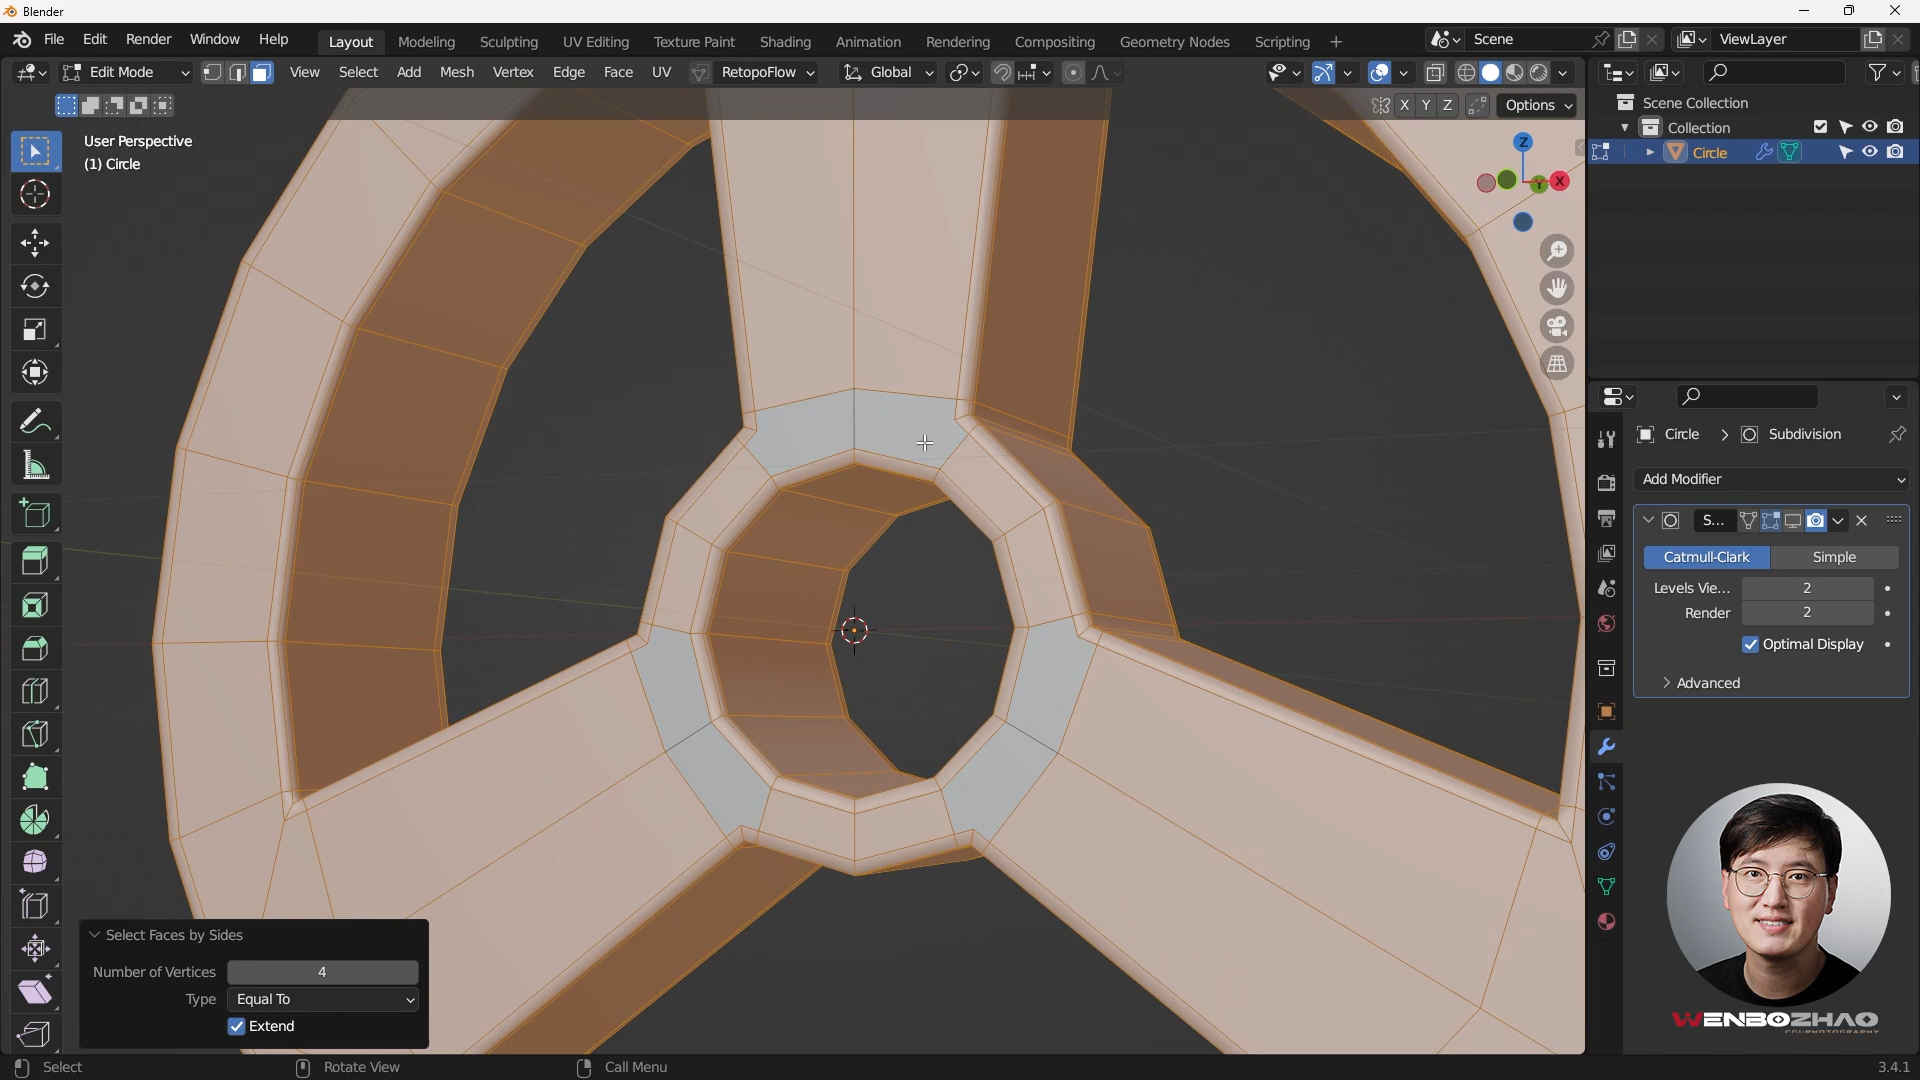 Blender
File Edit Render Window Help Layout Modeling Sculpting UV Editing Texture Paint Shading Animation Rendering Compositing Geometry Nodes Scripting + Scene ViewLayer
Edit Mode View Select Add Mesh Vertex Edge Face UV RetopoFlow Global
X Y Z Options
User Perspective
(1) Circle
Z
X
Y
Scene Collection
Collection
Circle
Circle > Subdivision
Add Modifier
S...
Catmull-Clark Simple
Levels Vie... 2
Render 2
Optimal Display
Advanced
Select Faces by Sides
Number of Vertices 4
Type Equal To
Extend
WENBOZHAO
Select Rotate View Call Menu 3.4.1